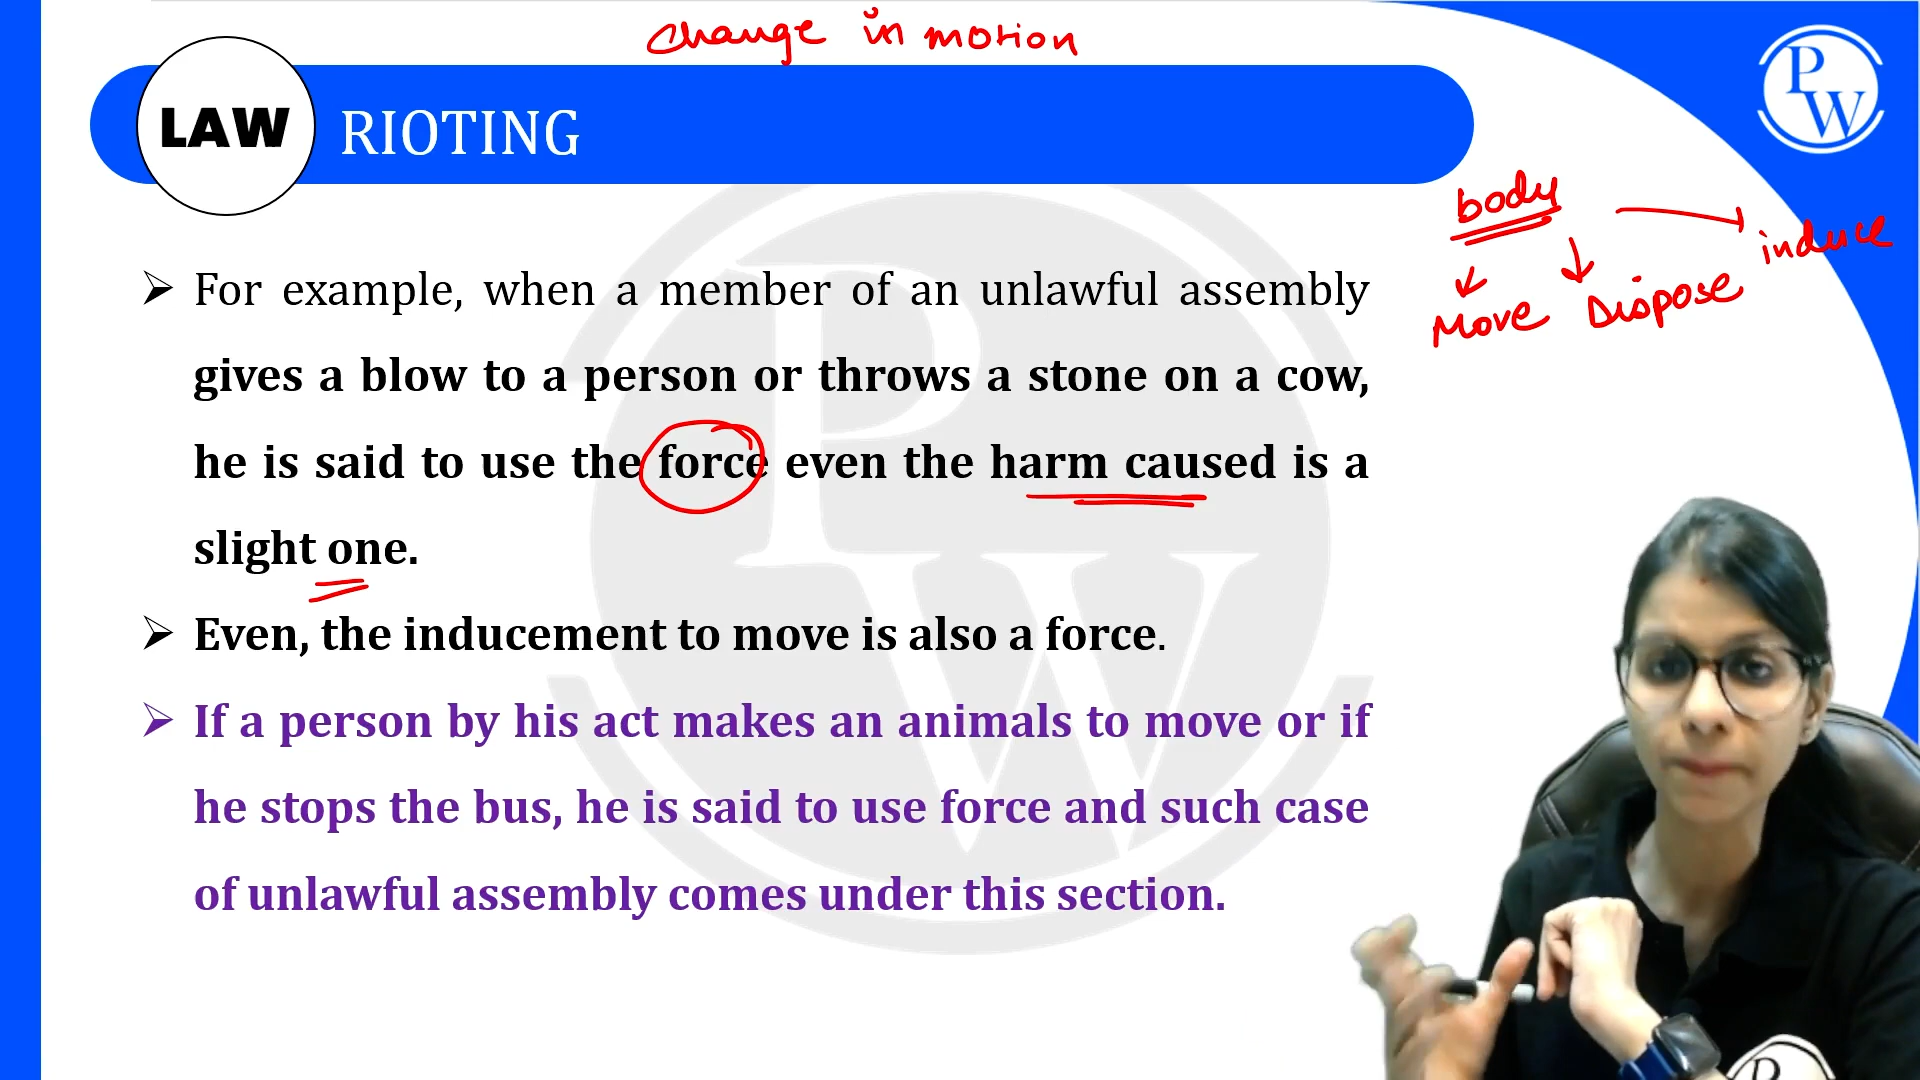 change in motion
PW
LAW RIOTING
body
induce
Move Dispose
➢ For example, when a member of an unlawful assembly
gives a blow to a person or throws a stone on a cow,
he is said to use the force even the harm caused is a
slight one.
➢ Even, the inducement to move is also a force.
➢ If a person by his act makes an animals to move or if
he stops the bus, he is said to use force and such case
of unlawful assembly comes under this section.